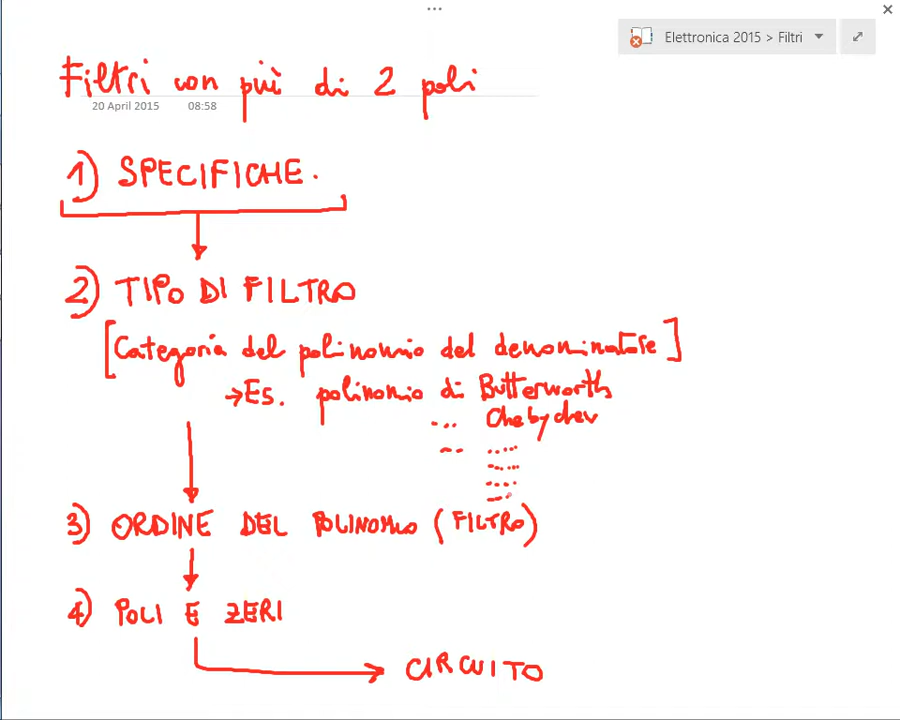 Elettronica 2015 > Filtri
Filtri con più di 2 poli
20 April 2015 08:58
1) SPECIFICHE.
2) TIPO DI FILTRO
[Categoria del polinomio del denominatore]
→ Es. polinomio di Butterworth
... Chebychev
... ....
....
....
....
3) ORDINE DEL POLINOMIO (FILTRO)
4) POLI E ZERI
CIRCUITO